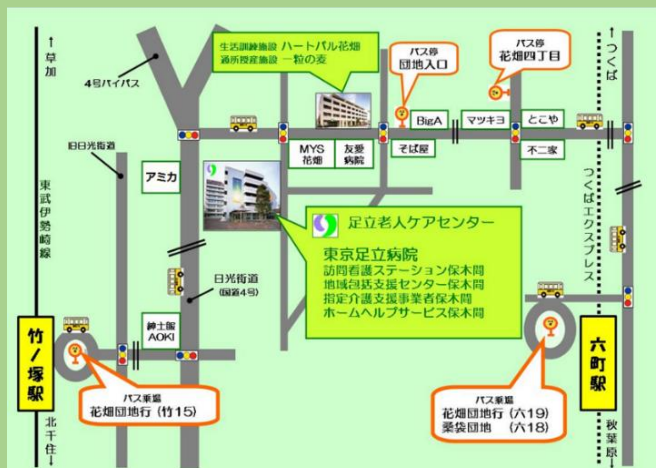 ↑草加
4号バイパス
生活訓練施設 ハートパル花畑
通所授産施設 一粒の麦
バス停
団地入口
バス停
花畑四丁目
↑つくば
BigA
マツキヨ
とこや
MYS
花畑
友愛
病院
そば屋
不二家
旧日光街道
アミカ
東武伊勢崎線
つくばエクスプレス
足立老人ケアセンター
東京足立病院
訪問看護ステーション保木間
地域包括支援センター保木間
指定介護支援事業者保木間
ホームヘルプサービス保木間
日光街道
(国道4号)
紳士服
AOKI
竹ノ塚駅
六町駅
バス乗場
花畑団地行 (竹15)
バス乗場
花畑団地行 (六19)
桑袋団地 (六18)
北千住→
秋葉原→